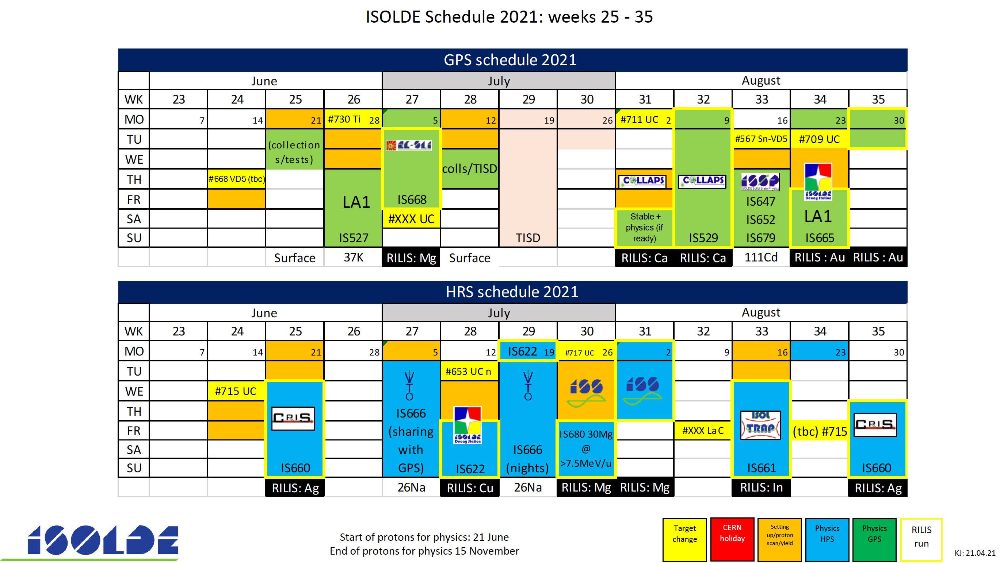 ISOLDE Schedule 2021: weeks 25 - 35
GPS schedule 2021
June July August
WK 23 24 25 26 27 28 29 30 31 32 33 34 35
MO 7 14 21 #730 Ti 28 5 12 19 26 #711 UC 2 9 16 23 30
TU #567 Sn-VD5 #709 UC
(collection
s/tests)
WE
colls/TISD
TH #668 VD5 (tbc) COLLAPS COLLAPS ISSP
ISOLDE Solid State Physics
ISOLDE
Decay Station
EC-SLI
FR LA1 IS668 IS647
SA #XXX UC Stable +
physics (if
ready)
IS652 LA1
SU IS527 TISD IS529 IS679 IS665
Surface 37K RILIS: Mg Surface RILIS: Ca RILIS: Ca 111Cd RILIS : Au RILIS : Au
HRS schedule 2021
June July August
WK 23 24 25 26 27 28 29 30 31 32 33 34 35
MO 7 14 21 28 5 12 IS622 19 #717 UC 26 2 9 16 23 30
TU #653 UC n
VITO VITO
WE #715 UC ISS ISS
TH CRIS IS666
(sharing
with
GPS)
ISOLDE
Decay Station
ISOL
TRAP
CRIS
FR IS680 30Mg
@
>7.5MeV/u
#XXX LaC (tbc) #715
SA IS666
(nights)
SU IS660 IS622 IS661 IS660
RILIS: Ag 26Na RILIS: Cu 26Na RILIS: Mg RILIS: Mg RILIS: In RILIS: Ag
ISOLDE
Start of protons for physics: 21 June
End of protons for physics 15 November
Target
change
CERN
holiday
Setting
up/proton
scan/yield
Physics
HPS
Physics
GPS
RILIS
run
KJ: 21.04.21